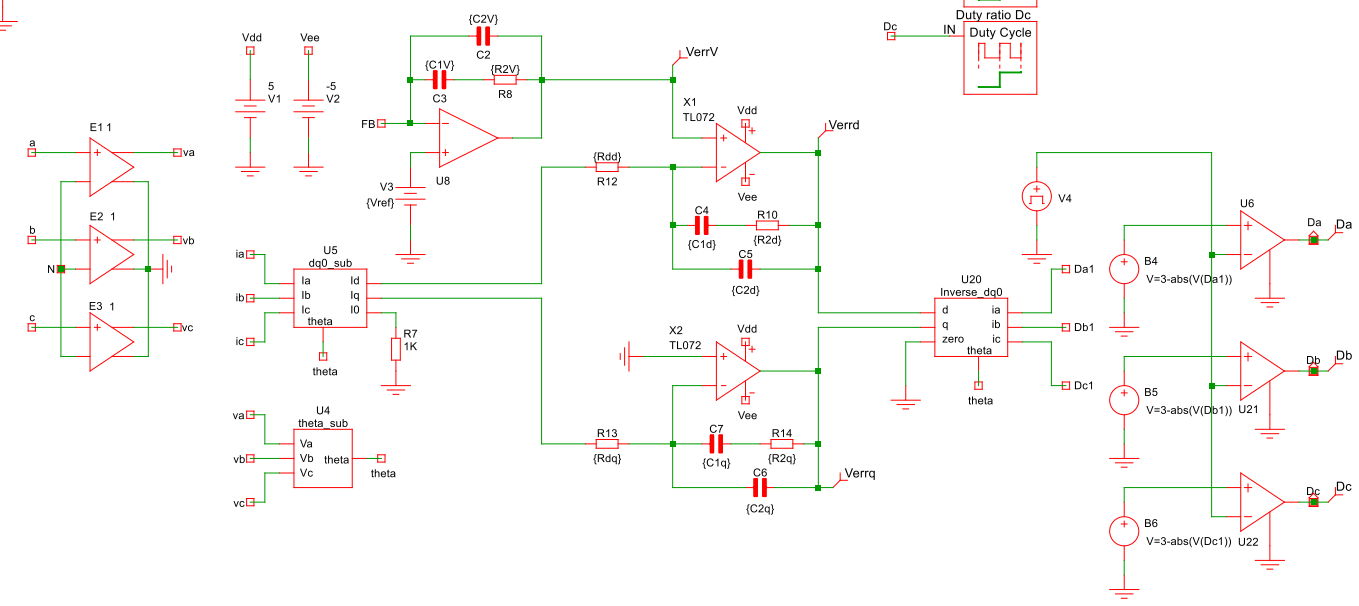 Duty ratio Dc
Dc
IN
Duty Cycle
Vdd
Vee
5
V1
-5
V2
{C2V}
C2
{C1V}
C3
{R2V}
R8
FB
U8
V3
{Vref}
VerrV
X1
TL072
Vdd
Vee
Verrd
{Rdd}
R12
C4
{C1d}
R10
{R2d}
C5
{C2d}
E1 1
a
va
E2 1
b
vb
N
E3 1
c
vc
U5
dq0_sub
ia
ib
ic
Ia
Ib
Ic
Id
Iq
I0
theta
theta
R7
1K
U4
theta_sub
va
vb
vc
Va
Vb
Vc
theta
theta
X2
TL072
Vdd
Vee
R13
{Rdq}
C7
{C1q}
R14
{R2q}
C6
{C2q}
Verrq
U20
Inverse_dq0
d
q
zero
ia
ib
ic
theta
theta
Da1
Db1
Dc1
V4
B4
V=3-abs(V(Da1))
U6
Da
Da
B5
V=3-abs(V(Db1))
U21
Db
Db
B6
V=3-abs(V(Dc1))
U22
Dc
Dc